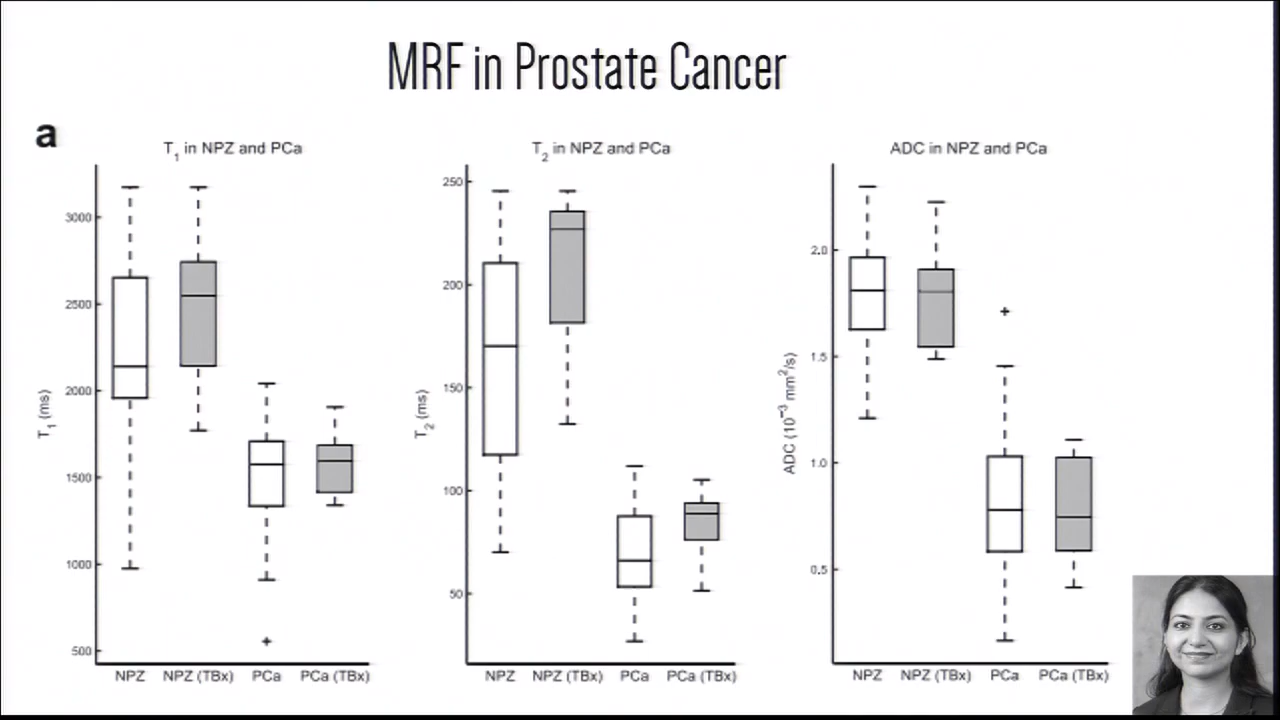 MRF in Prostate Cancer
a
T1 in NPZ and PCa
T1 (ms)
3000
2500
2000
1500
1000
500
NPZ NPZ (TBx) PCa PCa (TBx)
T2 in NPZ and PCa
T2 (ms)
250
200
150
100
50
NPZ NPZ (TBx) PCa PCa (TBx)
ADC in NPZ and PCa
ADC (10⁻³ mm²/s)
2.0
1.5
1.0
0.5
NPZ NPZ (TBx) PCa PCa (TBx)